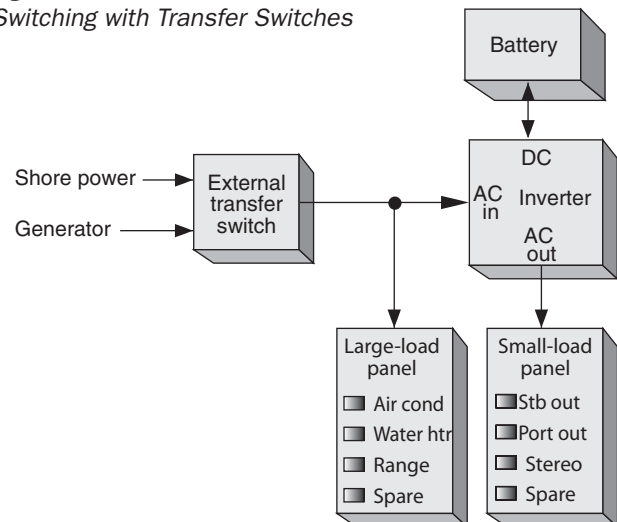 Switching with Transfer Switches
Battery
Shore power
Generator
External
transfer
switch
DC
AC
in
Inverter
AC
out
Large-load
panel
Air cond
Water htr
Range
Spare
Small-load
panel
Stb out
Port out
Stereo
Spare